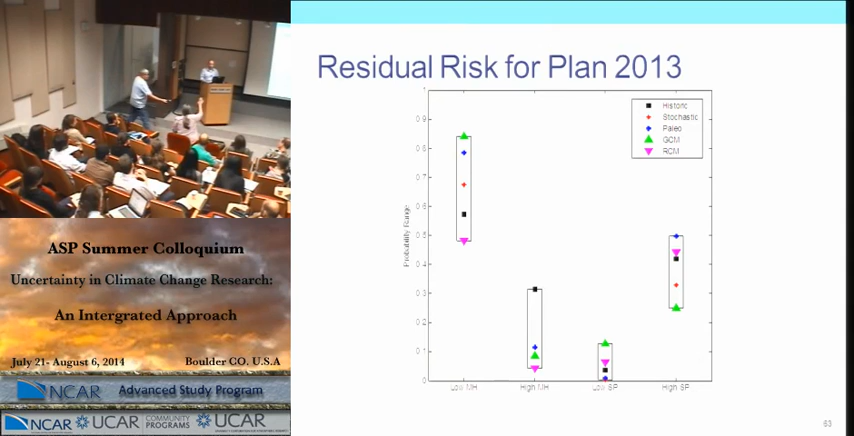 ASP Summer Colloquium
Uncertainty in Climate Change Research:
An Intergrated Approach
July 21- August 6, 2014 Boulder CO. U.S.A
NCAR Advanced Study Program
NCAR UCAR COMMUNITY PROGRAMS UCAR
Residual Risk for Plan 2013
Probability Range
1
0.9
0.8
0.7
0.6
0.5
0.4
0.3
0.2
0.1
0
Historic
Stochastic
Paleo
GCM
RCM
Low MH High MH Low SP High SP
63